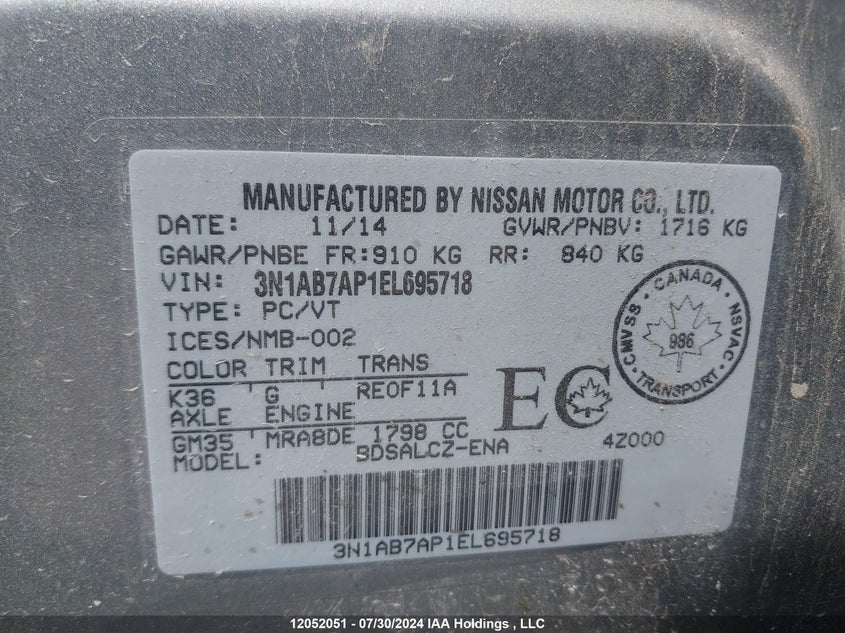 MANUFACTURED BY NISSAN MOTOR CO., LTD.
DATE: 11/14 GVWR/PNBV: 1716 KG
GAWR/PNBE FR:910 KG RR: 840 KG
VIN: 3N1AB7AP1EL695718
TYPE: PC/VT
ICES/NMB-002
COLOR TRIM TRANS
K36 G RE0F11A
AXLE ENGINE
GM35 MRA8DE 1798 CC
MODEL: BDSALCZ-ENA 4Z000
EC
CANADA
CMVSS · NSVAC
986
TRANSPORT
3N1AB7AP1EL695718
12052051 - 07/30/2024 IAA Holdings , LLC